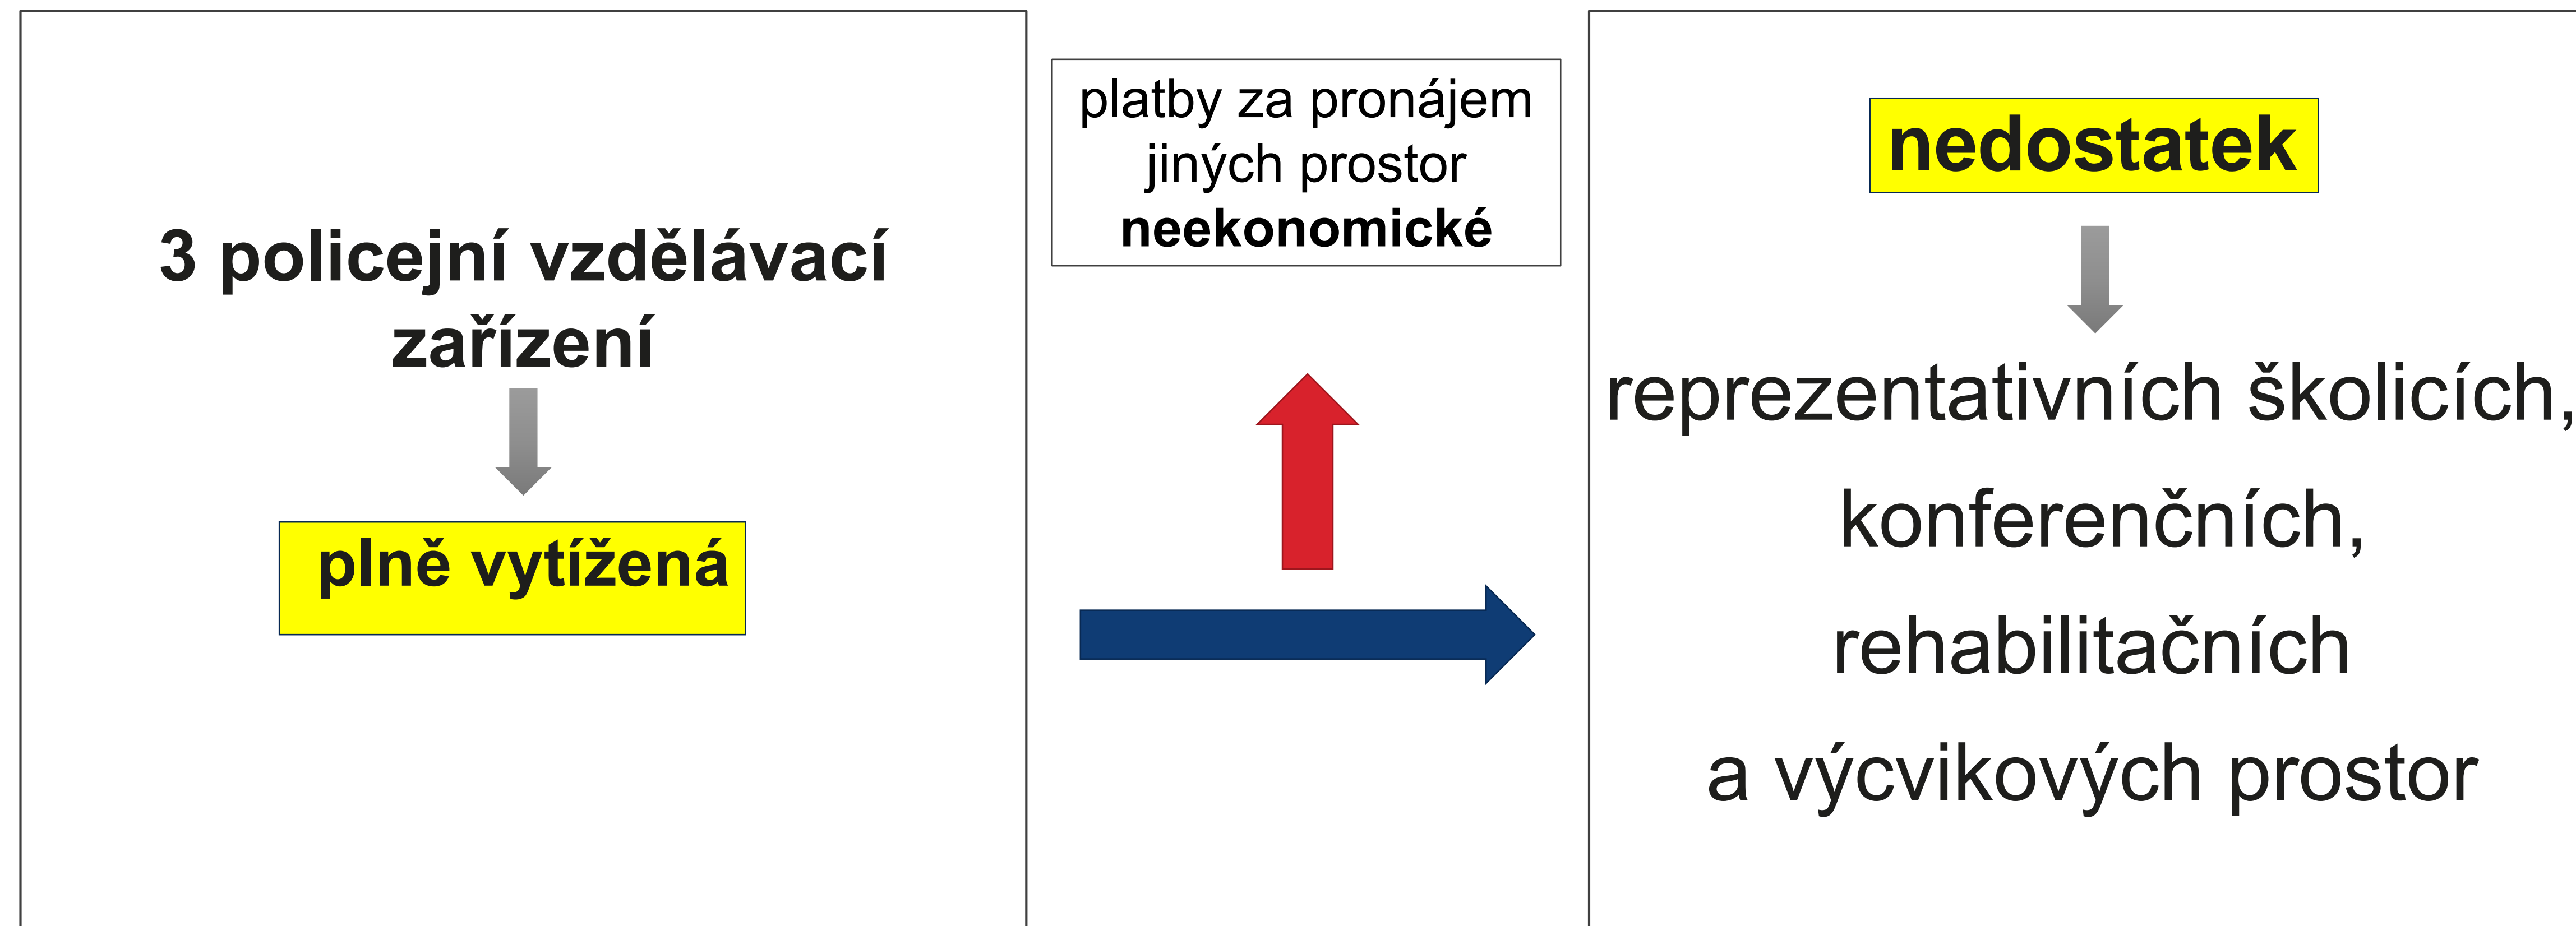 3 policejní vzdělávací
zařízení
plně vytížená
platby za pronájem
jiných prostor
neekonomické
nedostatek
reprezentativních školicích,
konferenčních,
rehabilitačních
a výcvikových prostor